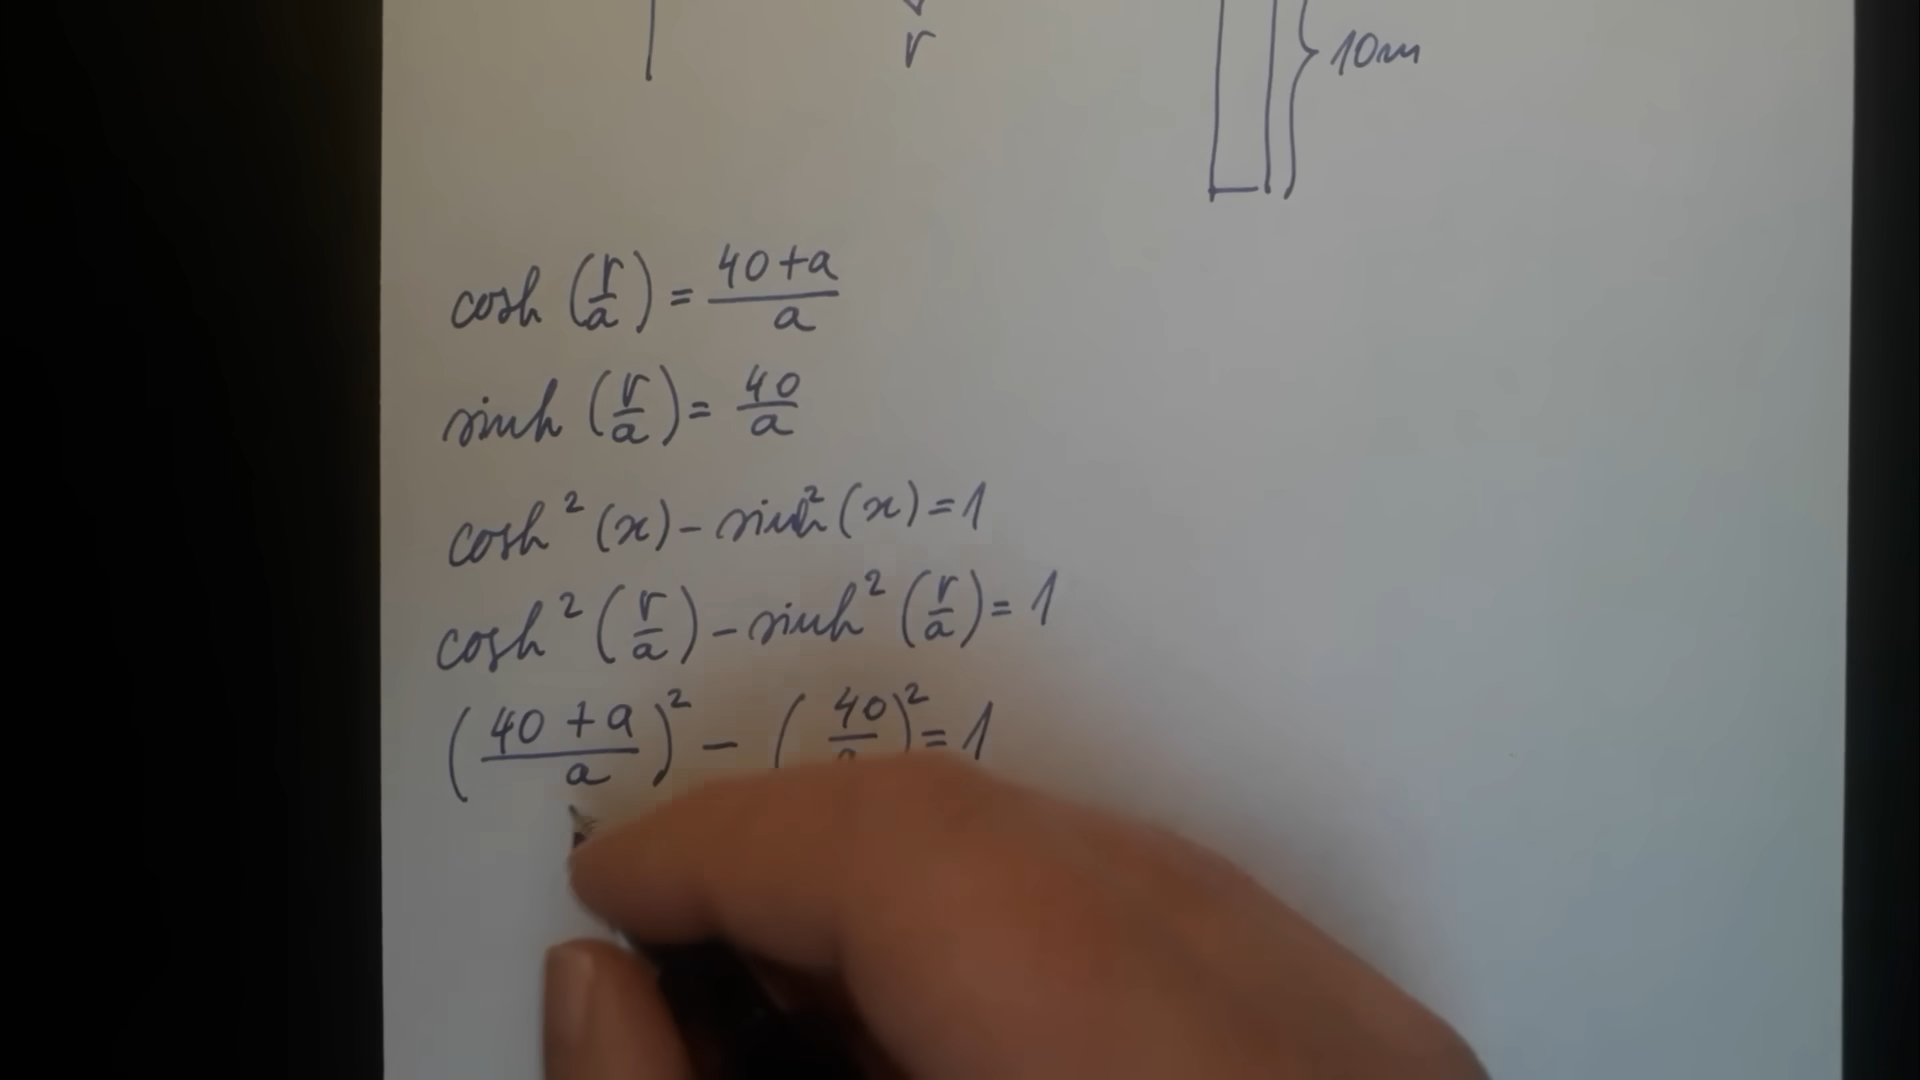 r
10m
cosh (r/a) = (40+a)/a
sinh (r/a) = 40/a
cosh² (x) - sinh² (x) = 1
cosh² (r/a) - sinh² (r/a) = 1
((40+a)/a)² - (40/a)² = 1